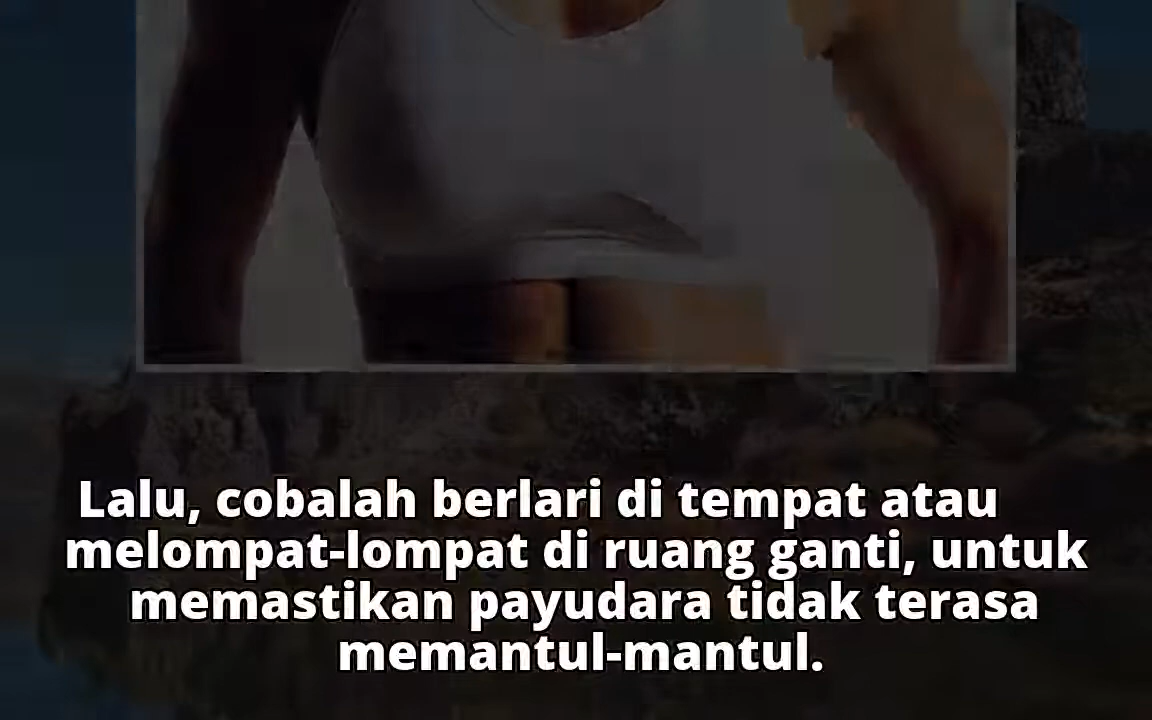 Lalu, cobalah berlari di tempat atau
melompat-lompat di ruang ganti, untuk
memastikan payudara tidak terasa
memantul-mantul.